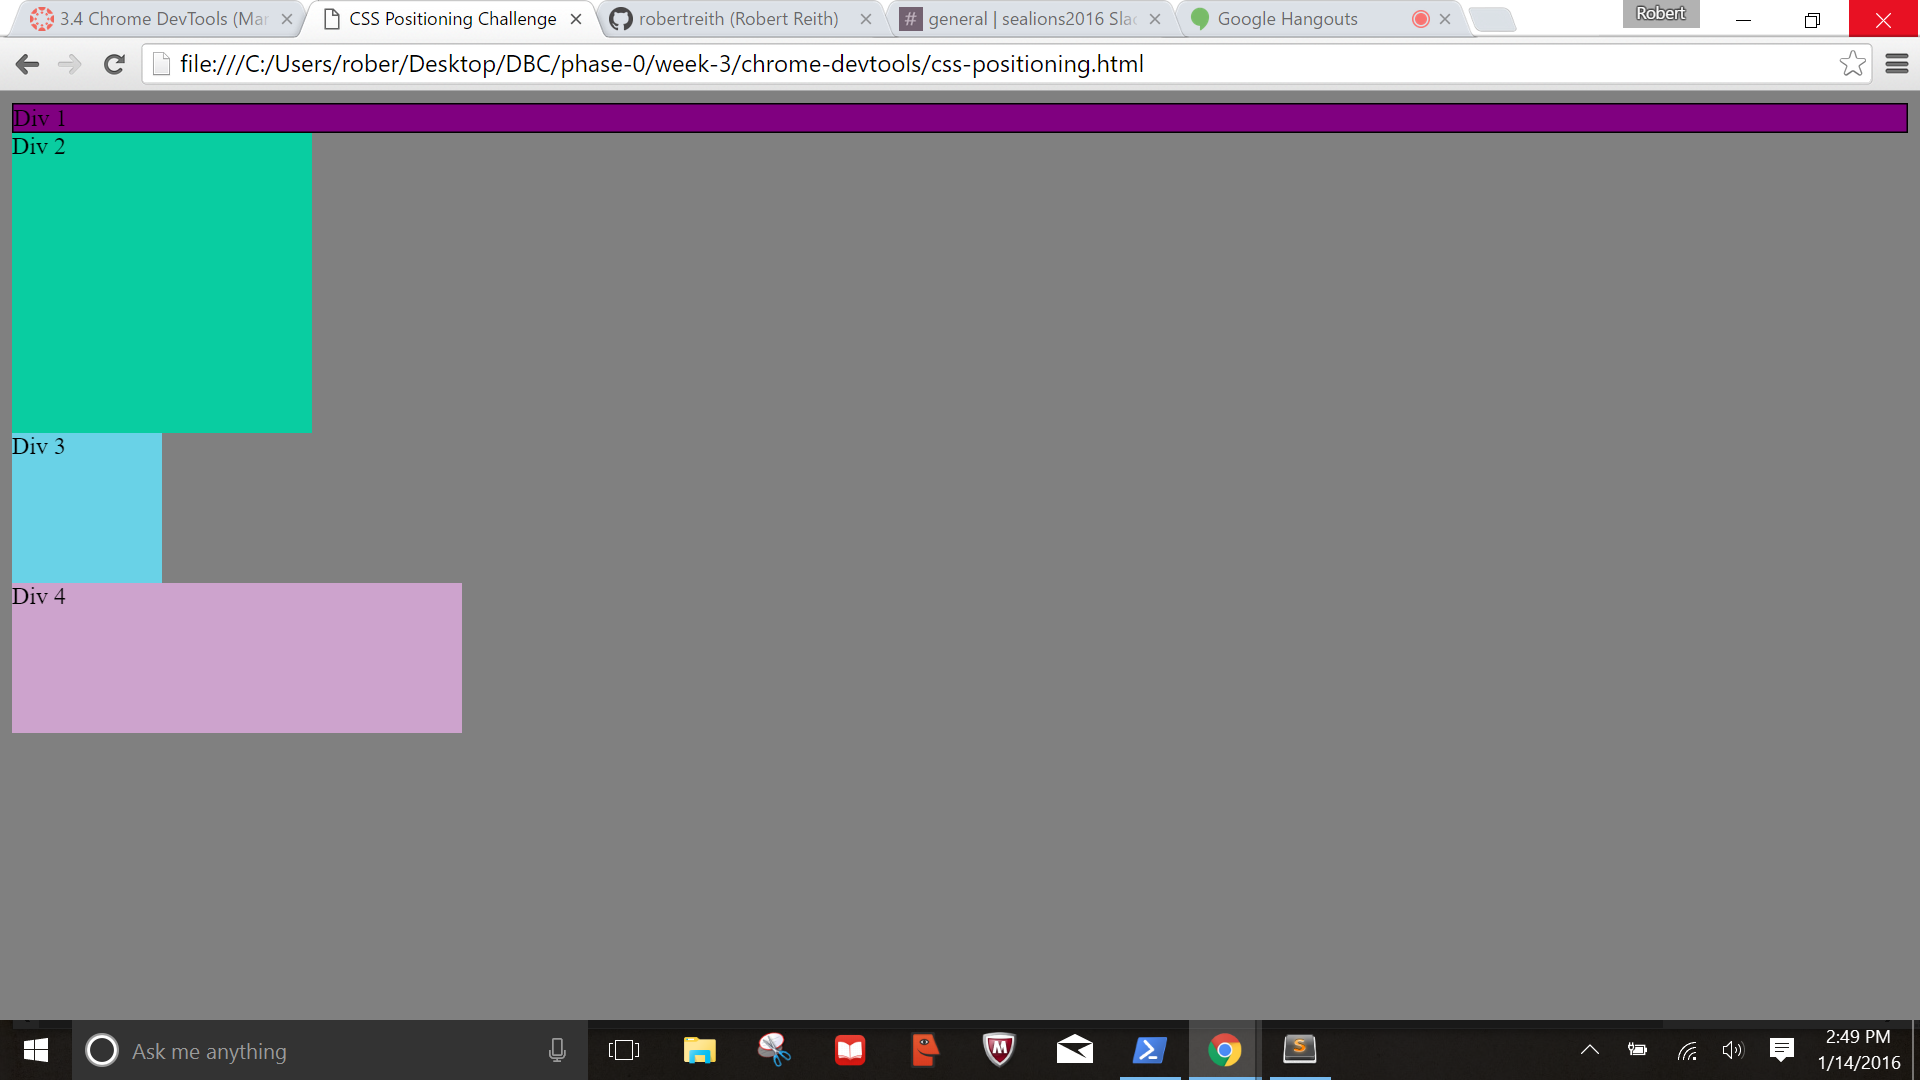 3.4 Chrome DevTools (Mar
CSS Positioning Challenge
robertreith (Robert Reith)
# general | sealions2016 Slac
Google Hangouts
Robert
file:///C:/Users/rober/Desktop/DBC/phase-0/week-3/chrome-devtools/css-positioning.html
Div 1
Div 2
Div 3
Div 4
Ask me anything
2:49 PM
1/14/2016